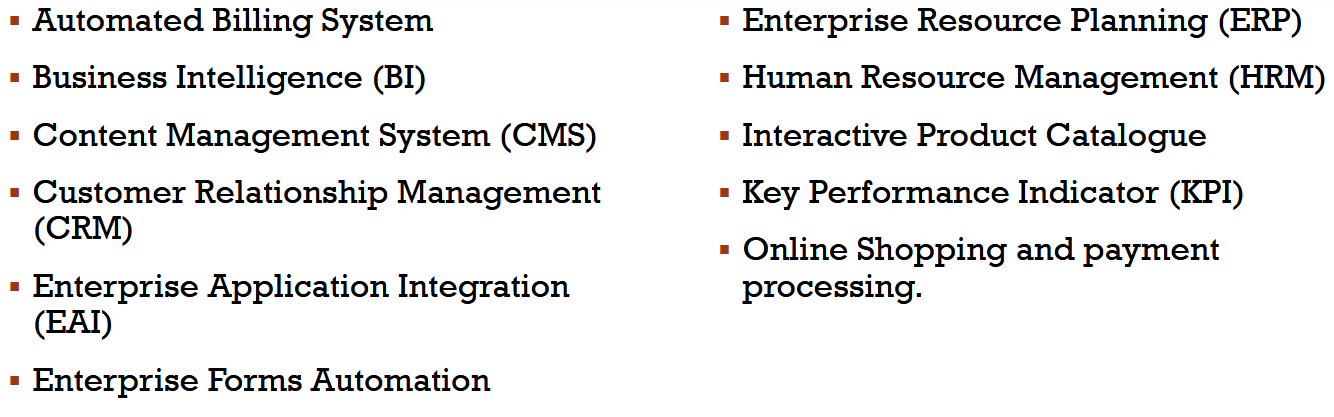 ▪ Automated Billing System
▪ Business Intelligence (BI)
▪ Content Management System (CMS)
▪ Customer Relationship Management
(CRM)
▪ Enterprise Application Integration
(EAI)
▪ Enterprise Forms Automation
▪ Enterprise Resource Planning (ERP)
▪ Human Resource Management (HRM)
▪ Interactive Product Catalogue
▪ Key Performance Indicator (KPI)
▪ Online Shopping and payment
processing.